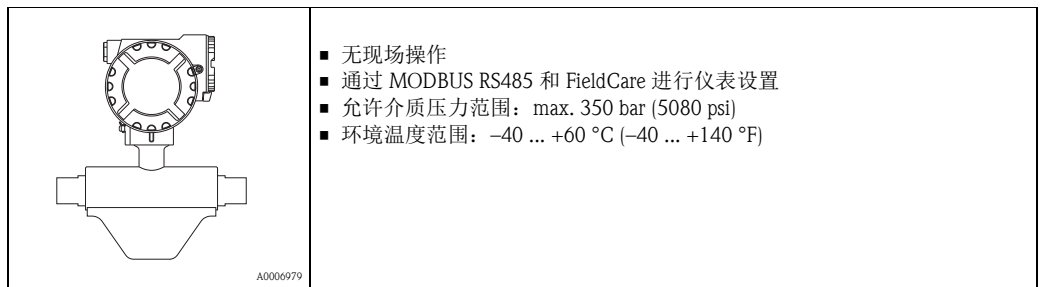 ■ 无现场操作
■ 通过 MODBUS RS485 和 FieldCare 进行仪表设置
■ 允许介质压力范围：max. 350 bar (5080 psi)
■ 环境温度范围：–40 ... +60 °C (–40 ... +140 °F)
A0006979